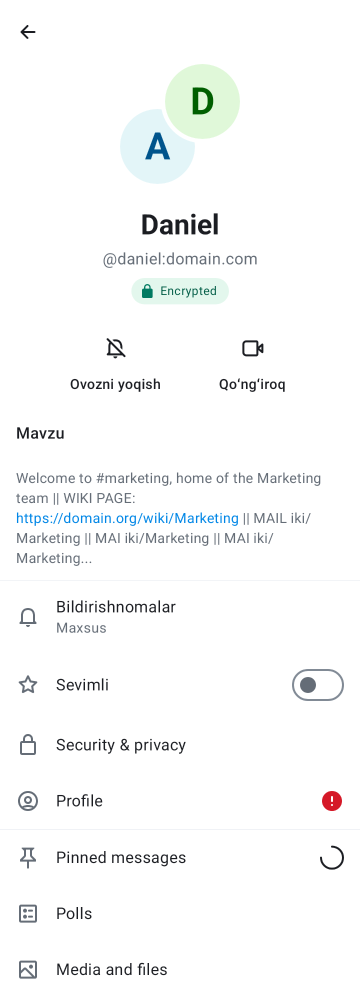 D
A
Daniel
@daniel:domain.com
Encrypted
Ovozni yoqish
Qo‘ng‘iroq
Mavzu
Welcome to #marketing, home of the Marketing
team || WIKI PAGE:
https://domain.org/wiki/Marketing || MAIL iki/
Marketing || MAI iki/Marketing || MAI iki/
Marketing...
Bildirishnomalar
Maxsus
Sevimli
Security & privacy
Profile
Pinned messages
Polls
Media and files